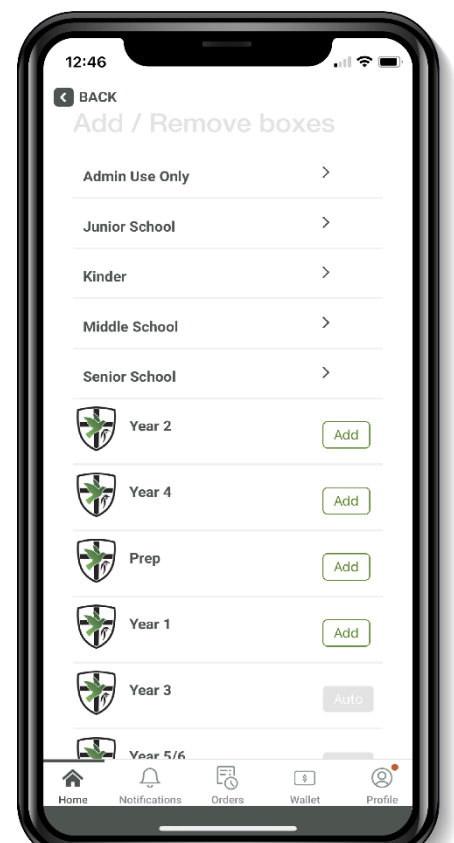 12:46
BACK
Add / Remove boxes
Admin Use Only
Junior School
Kinder
Middle School
Senior School
Year 2
Add
Year 4
Add
Prep
Add
Year 1
Add
Year 3
Auto
Year 5/6
Home Notifications Orders Wallet Profile